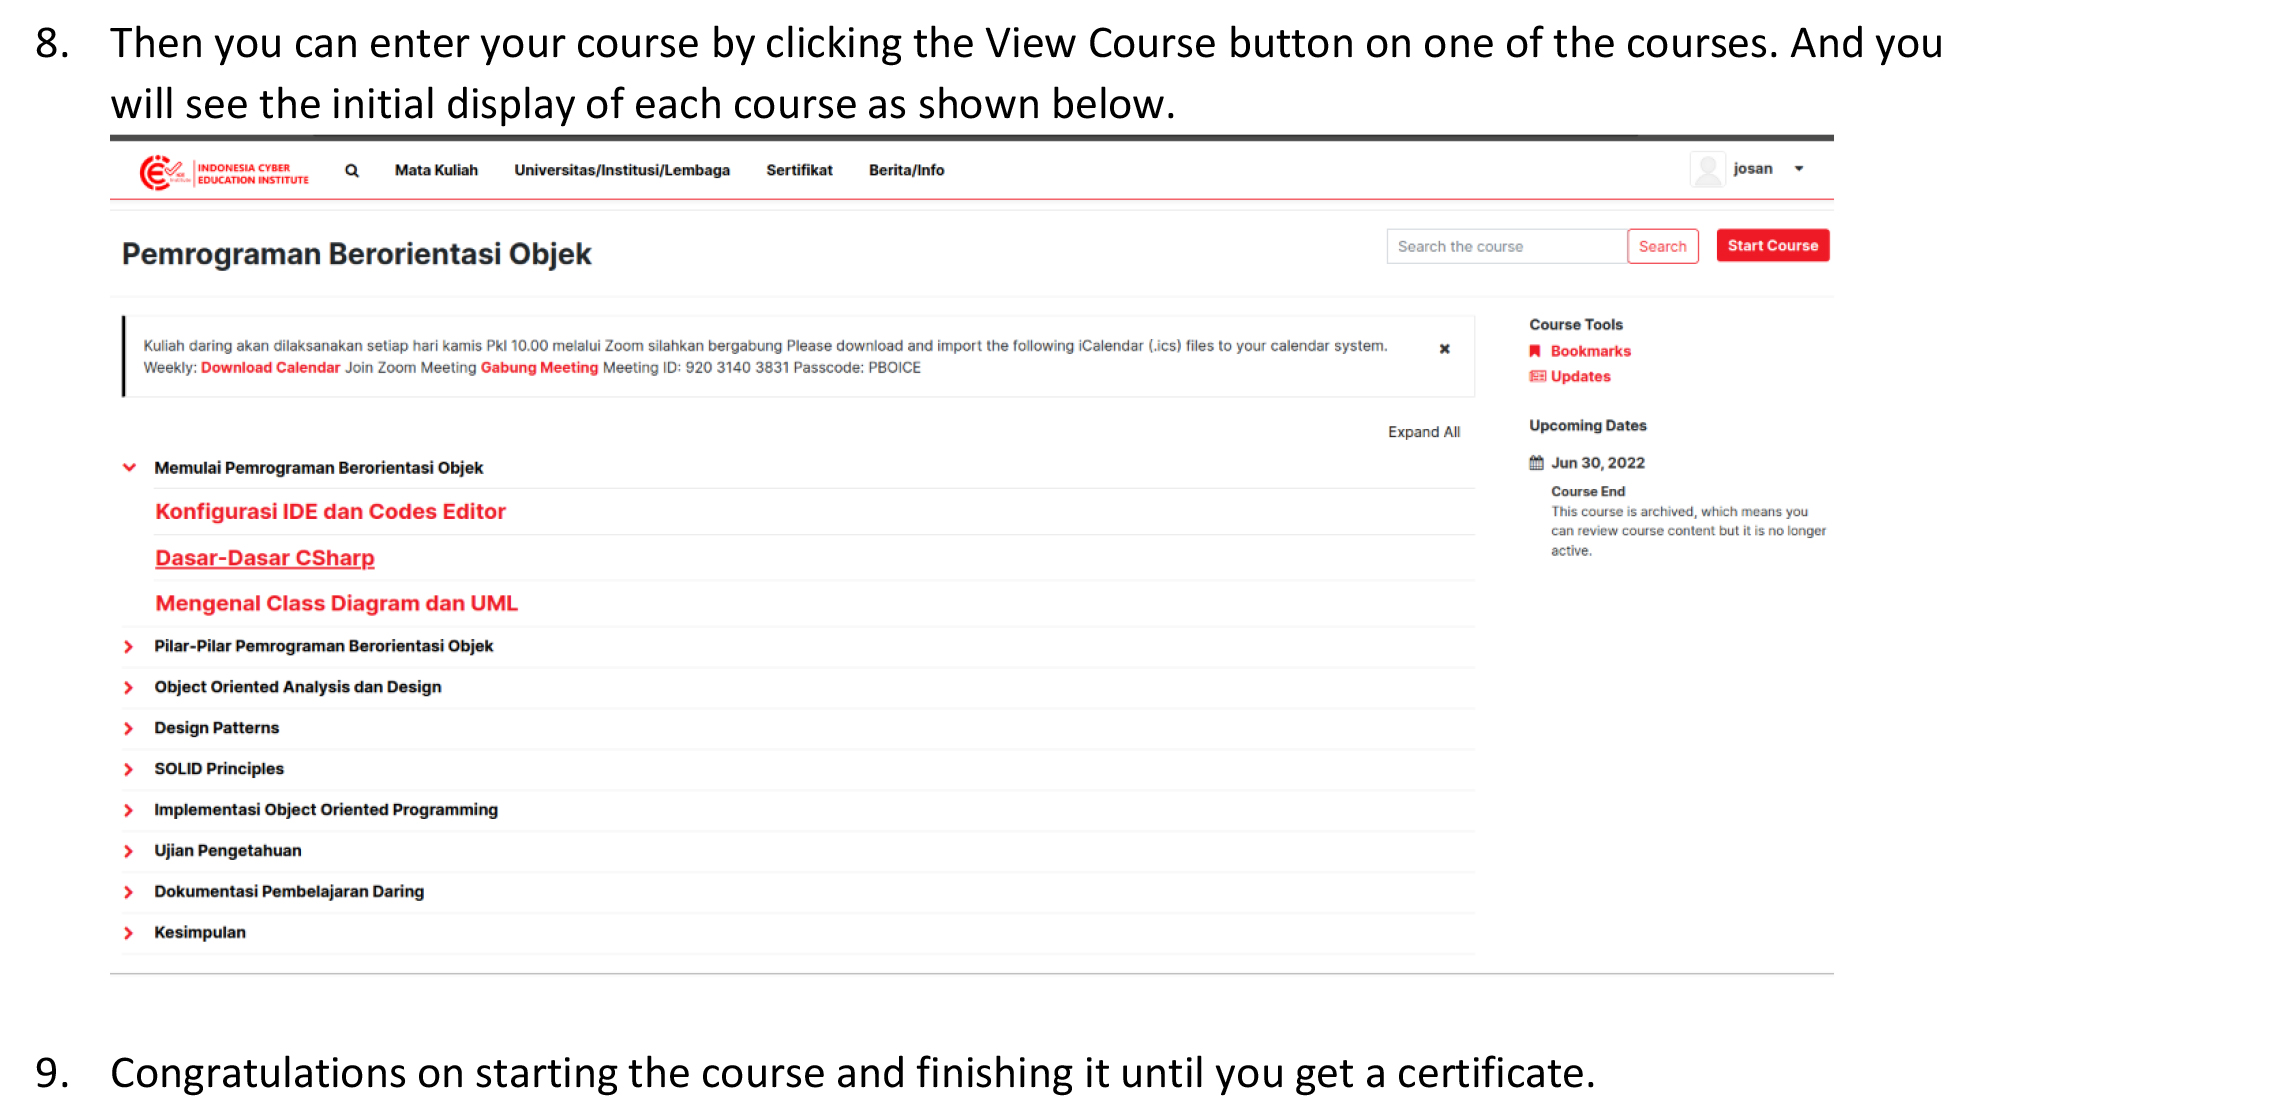 8. Then you can enter your course by clicking the View Course button on one of the courses. And you
will see the initial display of each course as shown below.
INDONESIA CYBER
EDUCATION INSTITUTE
Mata Kuliah Universitas/Institusi/Lembaga Sertifikat Berita/Info josan
Pemrograman Berorientasi Objek
Search the course Search Start Course
Kuliah daring akan dilaksanakan setiap hari kamis Pkl 10.00 melalui Zoom silahkan bergabung Please download and import the following iCalendar (.ics) files to your calendar system.
Weekly: Download Calendar Join Zoom Meeting Gabung Meeting Meeting ID: 920 3140 3831 Passcode: PBOICE
Expand All
Memulai Pemrograman Berorientasi Objek
Konfigurasi IDE dan Codes Editor
Dasar-Dasar CSharp
Mengenal Class Diagram dan UML
Pilar-Pilar Pemrograman Berorientasi Objek
Object Oriented Analysis dan Design
Design Patterns
SOLID Principles
Implementasi Object Oriented Programming
Ujian Pengetahuan
Dokumentasi Pembelajaran Daring
Kesimpulan
Course Tools
Bookmarks
Updates
Upcoming Dates
Jun 30, 2022
Course End
This course is archived, which means you
can review course content but it is no longer
active.
9. Congratulations on starting the course and finishing it until you get a certificate.